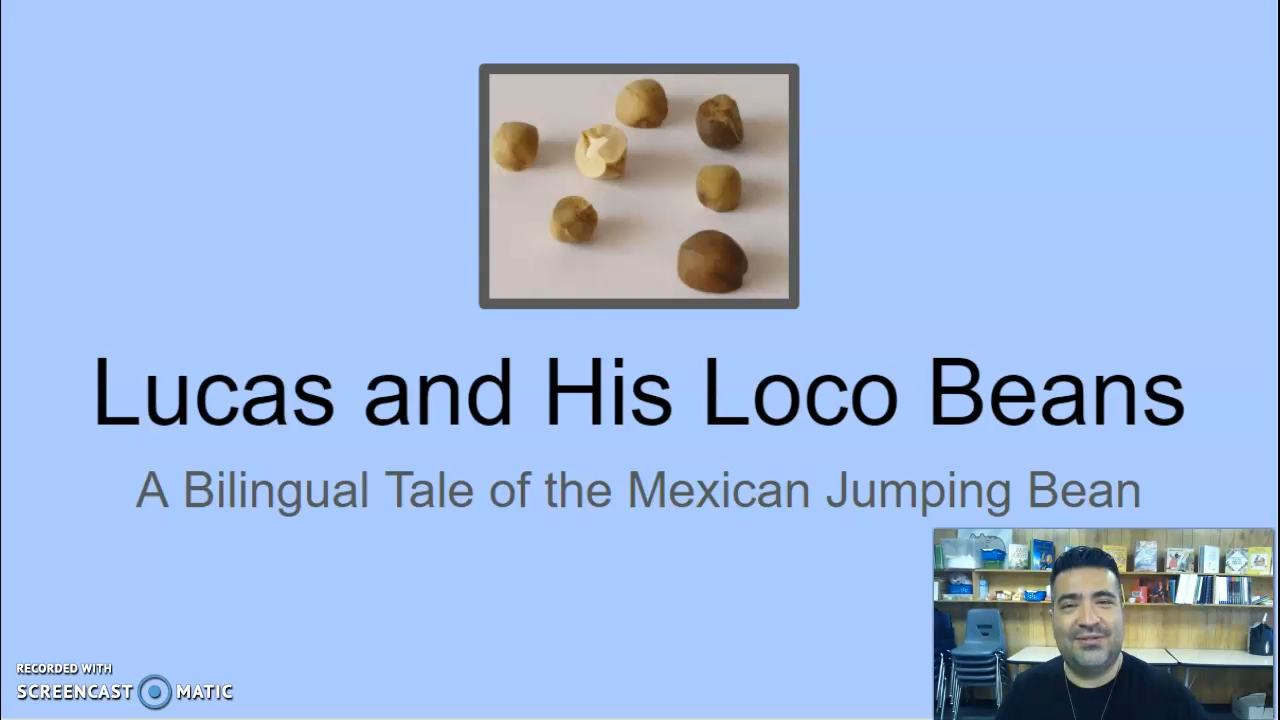 Lucas and His Loco Beans
A Bilingual Tale of the Mexican Jumping Bean
RECORDED WITH
SCREENCAST MATIC